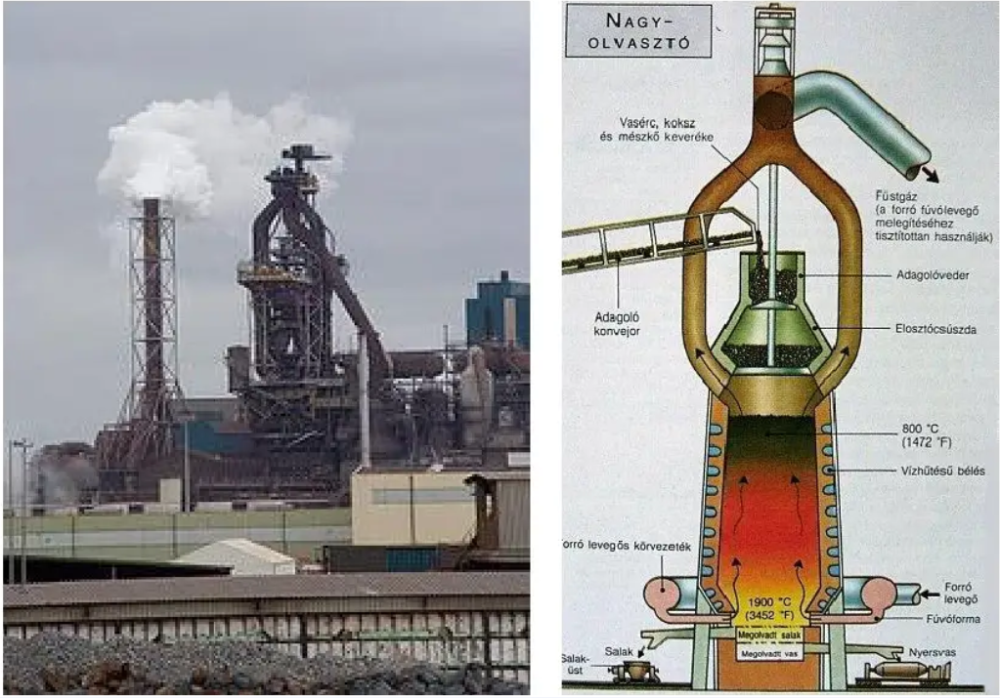 NAGY-
OLVASZTÓ
Vasérc, koksz
és mészkő keveréke
Füstgáz
(a forró fúvólevegő
melegítéséhez
tisztítottan használják)
Adagolóveder
Adagoló
konvejor
Elosztócsúszda
800 °C
(1472 °F)
Vízhűtésű bélés
orró levegős körvezeték
Forró
levegő
1900 °C
(3452 °F)
Fúvóforma
Megolvadt salak
Megolvadt vas
Salak
Salak-
üst
Nyersvas